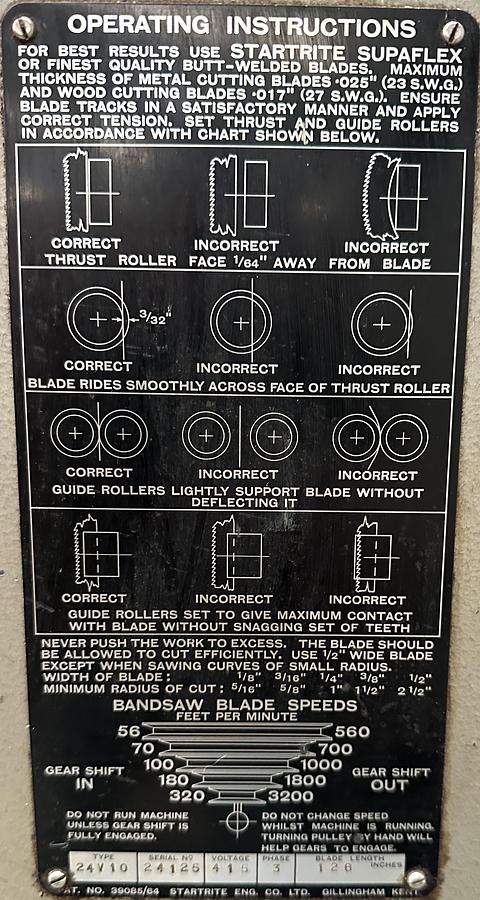 OPERATING INSTRUCTIONS
FOR BEST RESULTS USE STARTRITE SUPAFLEX
OR FINEST QUALITY BUTT-WELDED BLADES. MAXIMUM
THICKNESS OF METAL CUTTING BLADES ·025" (23 S.W.G.)
AND WOOD CUTTING BLADES ·017" (27 S.W.G.). ENSURE
BLADE TRACKS IN A SATISFACTORY MANNER AND APPLY
CORRECT TENSION. SET THRUST AND GUIDE ROLLERS
IN ACCORDANCE WITH CHART SHOWN BELOW.
CORRECT INCORRECT INCORRECT
THRUST ROLLER FACE 1/64" AWAY FROM BLADE
3/32"
CORRECT INCORRECT INCORRECT
BLADE RIDES SMOOTHLY ACROSS FACE OF THRUST ROLLER
CORRECT INCORRECT INCORRECT
GUIDE ROLLERS LIGHTLY SUPPORT BLADE WITHOUT
DEFLECTING IT
CORRECT INCORRECT INCORRECT
GUIDE ROLLERS SET TO GIVE MAXIMUM CONTACT
WITH BLADE WITHOUT SNAGGING SET OF TEETH
NEVER PUSH THE WORK TO EXCESS. THE BLADE SHOULD
BE ALLOWED TO CUT EFFICIENTLY. USE 1/2" WIDE BLADE
EXCEPT WHEN SAWING CURVES OF SMALL RADIUS.
WIDTH OF BLADE: 1/8" 3/16" 1/4" 3/8" 1/2"
MINIMUM RADIUS OF CUT: 5/16" 5/8" 1" 1 1/2" 2 1/2"
BANDSAW BLADE SPEEDS
FEET PER MINUTE
56 560
70 700
100 1000
180 1800
320 3200
GEAR SHIFT
IN
GEAR SHIFT
OUT
DO NOT RUN MACHINE
UNLESS GEAR SHIFT IS
FULLY ENGAGED.
DO NOT CHANGE SPEED
WHILST MACHINE IS RUNNING.
TURNING PULLEY BY HAND WILL
HELP GEARS TO ENGAGE.
TYPE SERIAL No VOLTAGE PHASE BLADE LENGTH
24V10 24125 415 3 128 INCHES
PAT. NO. 39085/64 STARTRITE ENG. CO. LTD. GILLINGHAM KENT